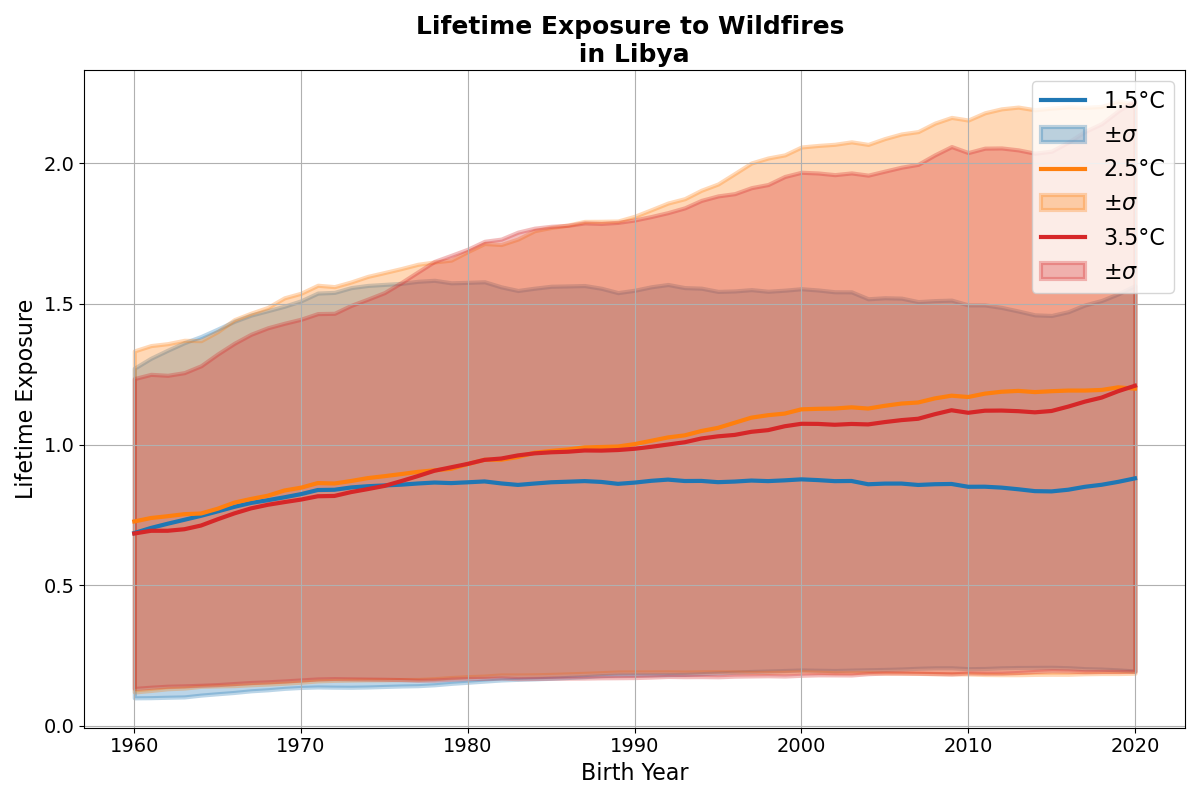 Lifetime Exposure to Wildfires
in Libya
Lifetime Exposure
2.0
1.5
1.0
0.5
0.0
1.5°C
±σ
2.5°C
±σ
3.5°C
±σ
1960 1970 1980 1990 2000 2010 2020
Birth Year